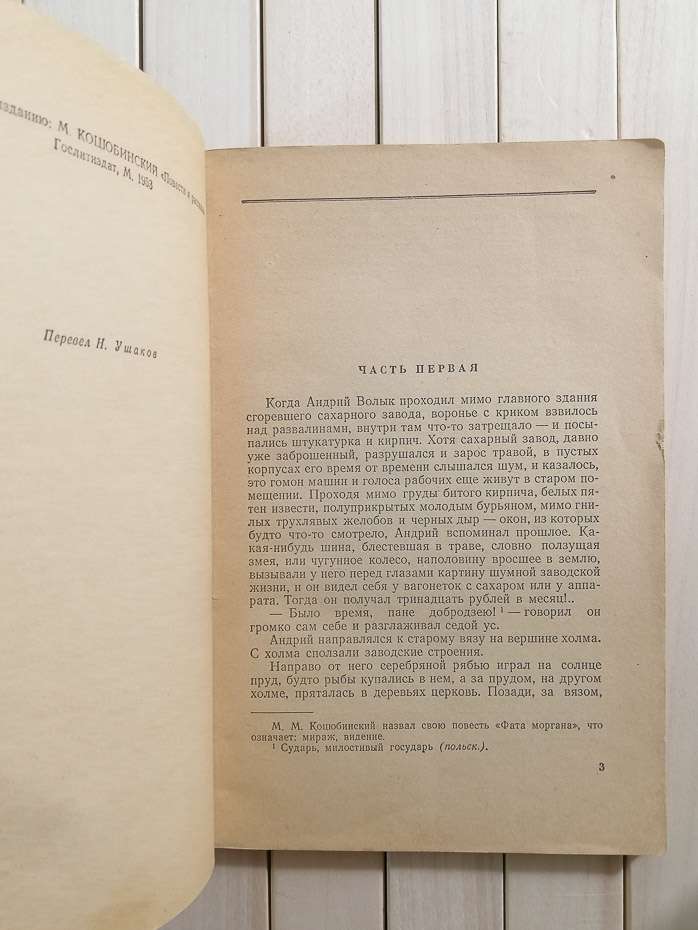 изданию: М. КОЦЮБИНСКИЙ «Повести и
Гослитиздат, М. 1953
Перевел Н. Ушаков
ЧАСТЬ ПЕРВАЯ
Когда Андрий Волык проходил мимо главного здания
сгоревшего сахарного завода, воронье с криком взвилось
над развалинами, внутри там что-то затрещало — и посы-
пались штукатурка и кирпич. Хотя сахарный завод, давно
уже заброшенный, разрушался и зарос травой, в пустых
корпусах его время от времени слышался шум, и казалось,
это гомон машин и голоса рабочих еще живут в старом по-
мещении. Проходя мимо груды битого кирпича, белых пя-
тен извести, полуприкрытых молодым бурьяном, мимо гни-
лых трухлявых желобов и черных дыр — окон, из которых
будто что-то смотрело, Андрий вспоминал прошлое. Ка-
кая-нибудь шина, блестевшая в траве, словно ползущая
змея, или чугунное колесо, наполовину вросшее в землю,
вызывали у него перед глазами картину шумной заводской
жизни, и он видел себя у вагонеток с сахаром или у аппа-
рата. Тогда он получал тринадцать рублей в месяц!..
— Было время, пане добродзею! ¹ — говорил он
громко сам себе и разглаживал седой ус.
Андрий направлялся к старому вязу на вершине холма.
С холма сползали заводские строения.
Направо от него серебряной рябью играл на солнце
пруд, будто рыбы купались в нем, а за прудом, на другом
холме, пряталась в деревьях церковь. Позади, за вязом,
М. М. Коцюбинский назвал свою повесть «Фата моргана», что
означает: мираж, видение.
¹ Сударь, милостивый государь (польск.).
3